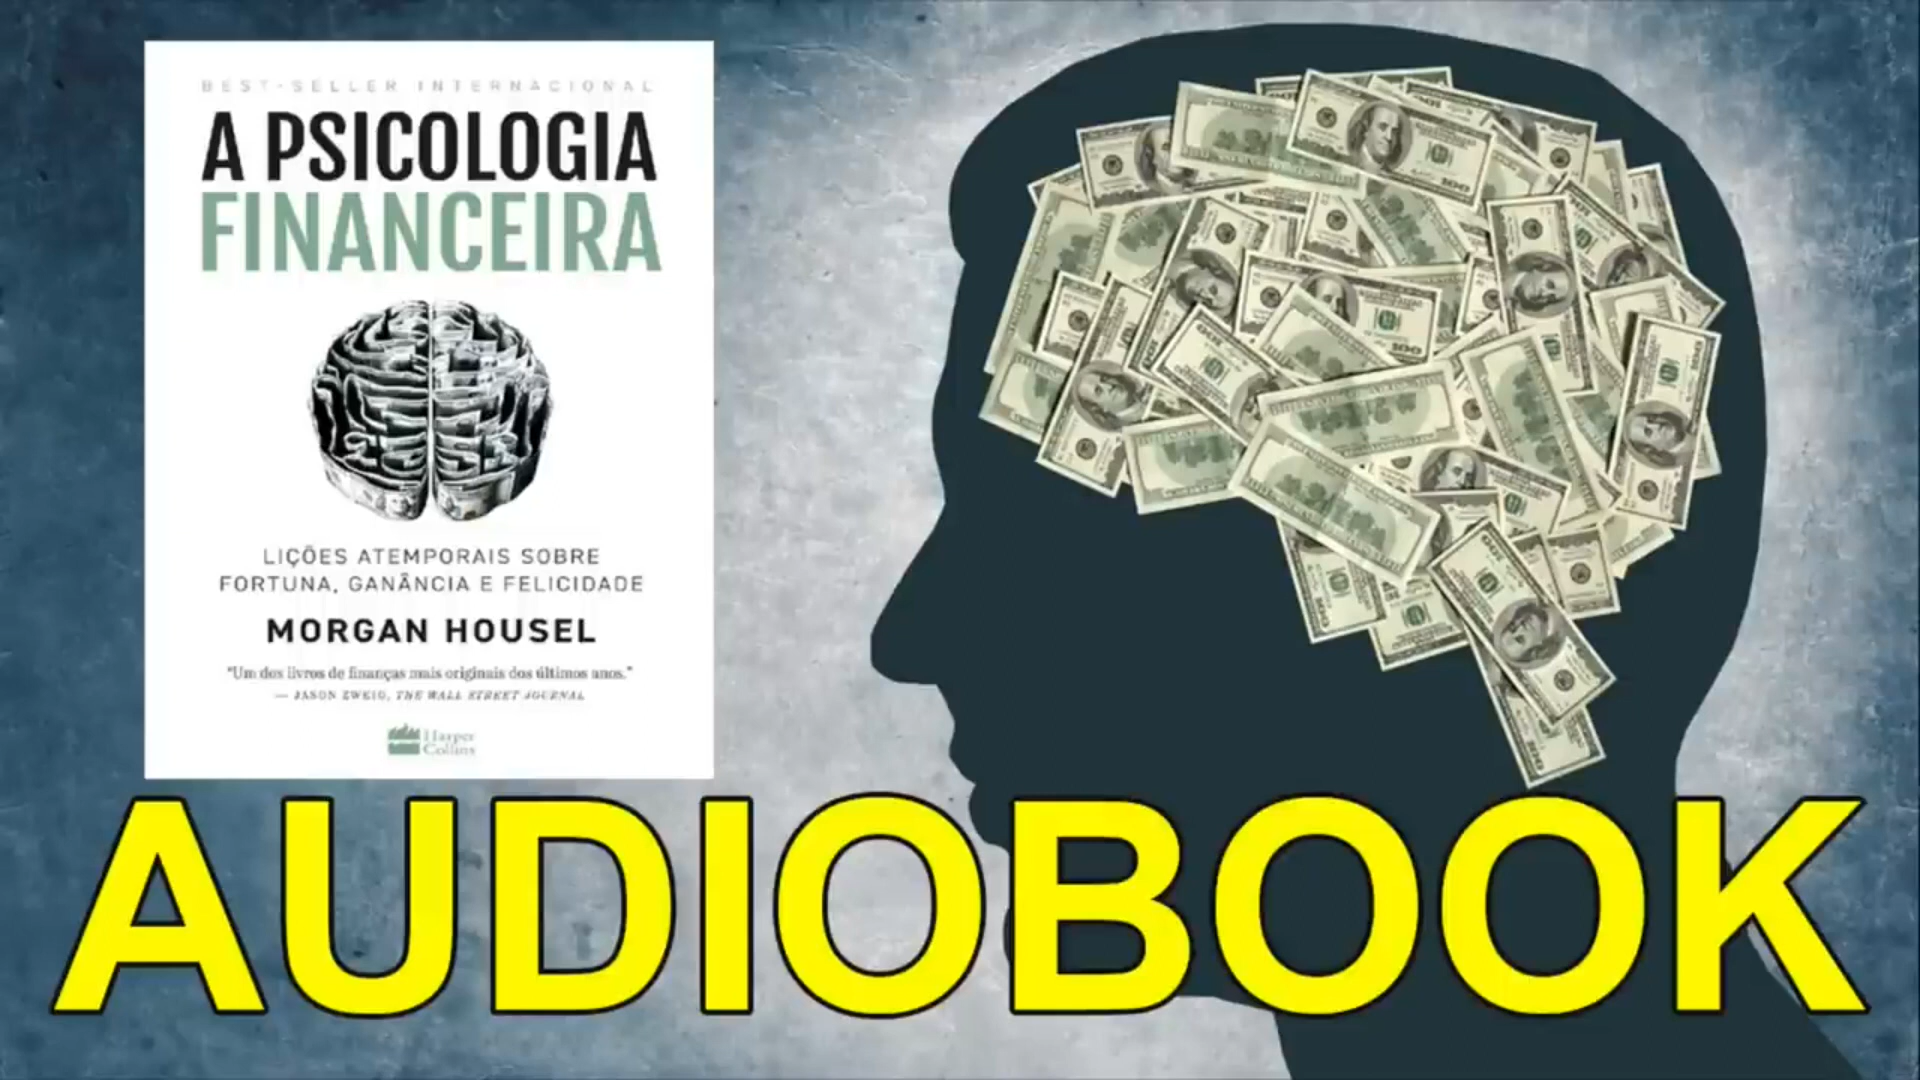 BEST-SELLER INTERNACIONAL
A PSICOLOGIA
FINANCEIRA
LIÇÕES ATEMPORAIS SOBRE
FORTUNA, GANÂNCIA E FELICIDADE
MORGAN HOUSEL
"Um dos livros de finanças mais originais dos últimos anos."
— JASON ZWEIG, THE WALL STREET JOURNAL
Harper
Collins
AUDIOBOOK